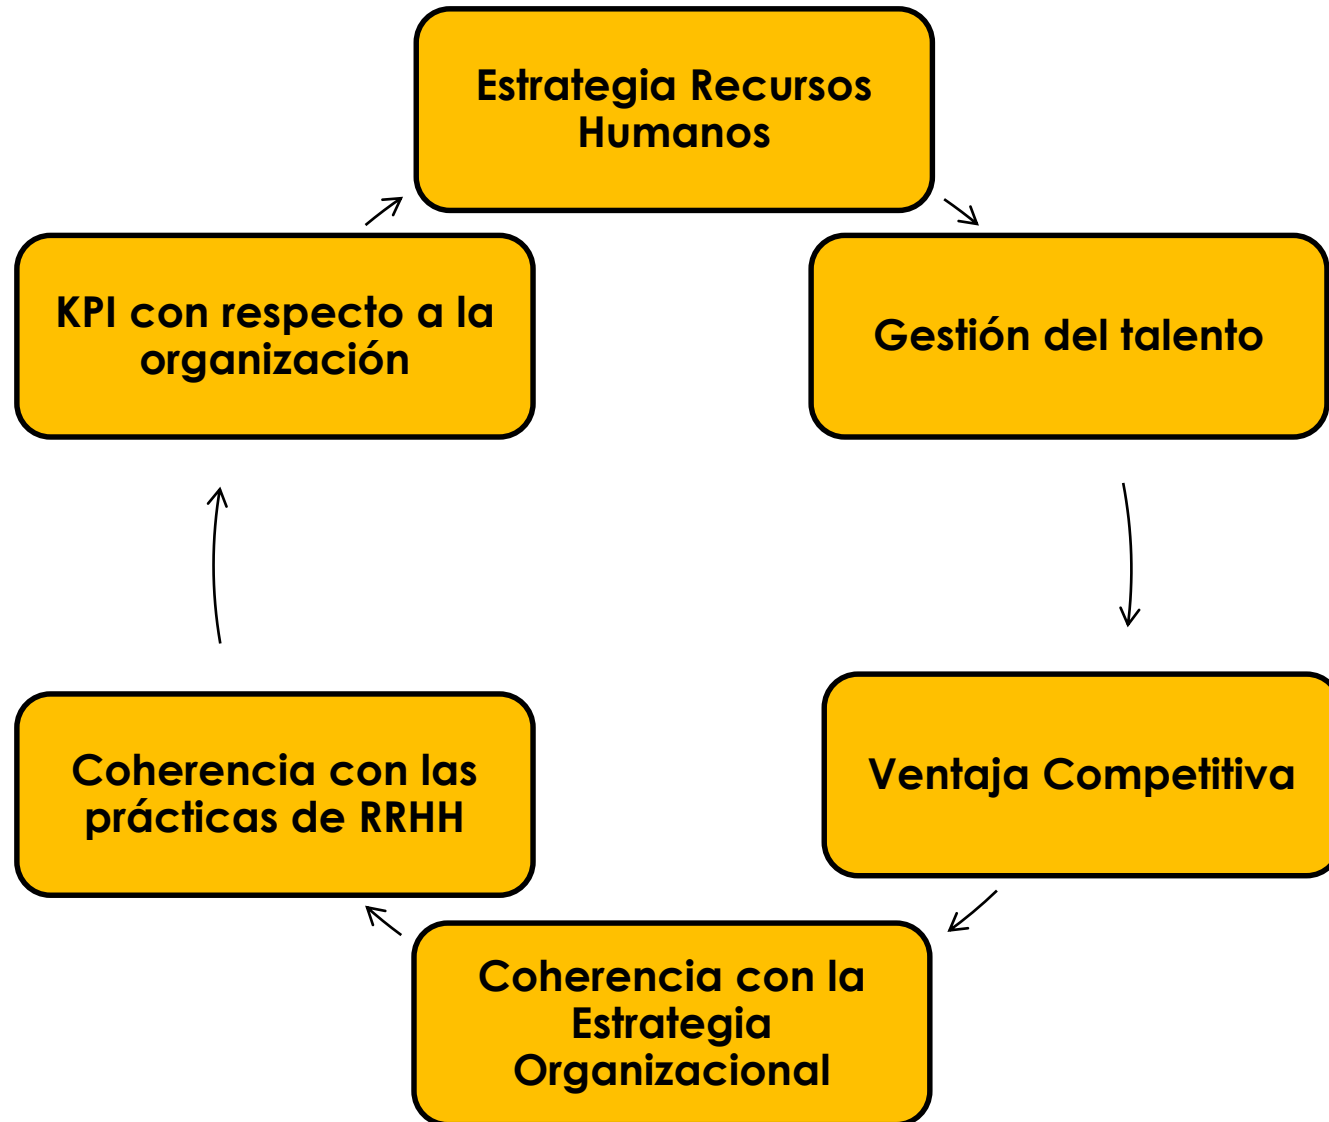 Estrategia Recursos
Humanos
KPI con respecto a la
organización
Gestión del talento
Coherencia con las
prácticas de RRHH
Ventaja Competitiva
Coherencia con la
Estrategia
Organizacional